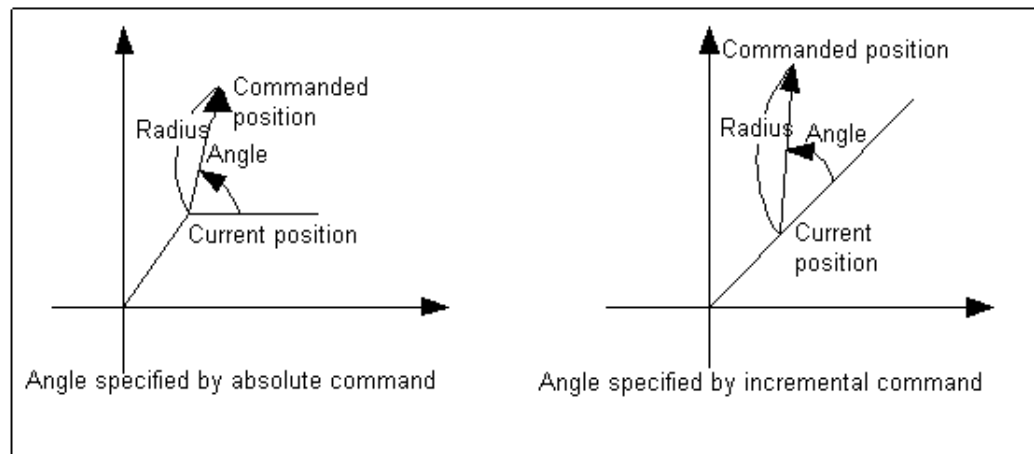 Commanded
position
Radius
Angle
Current position
Angle specified by absolute command
Commanded position
Radius
Angle
Current
position
Angle specified by incremental command